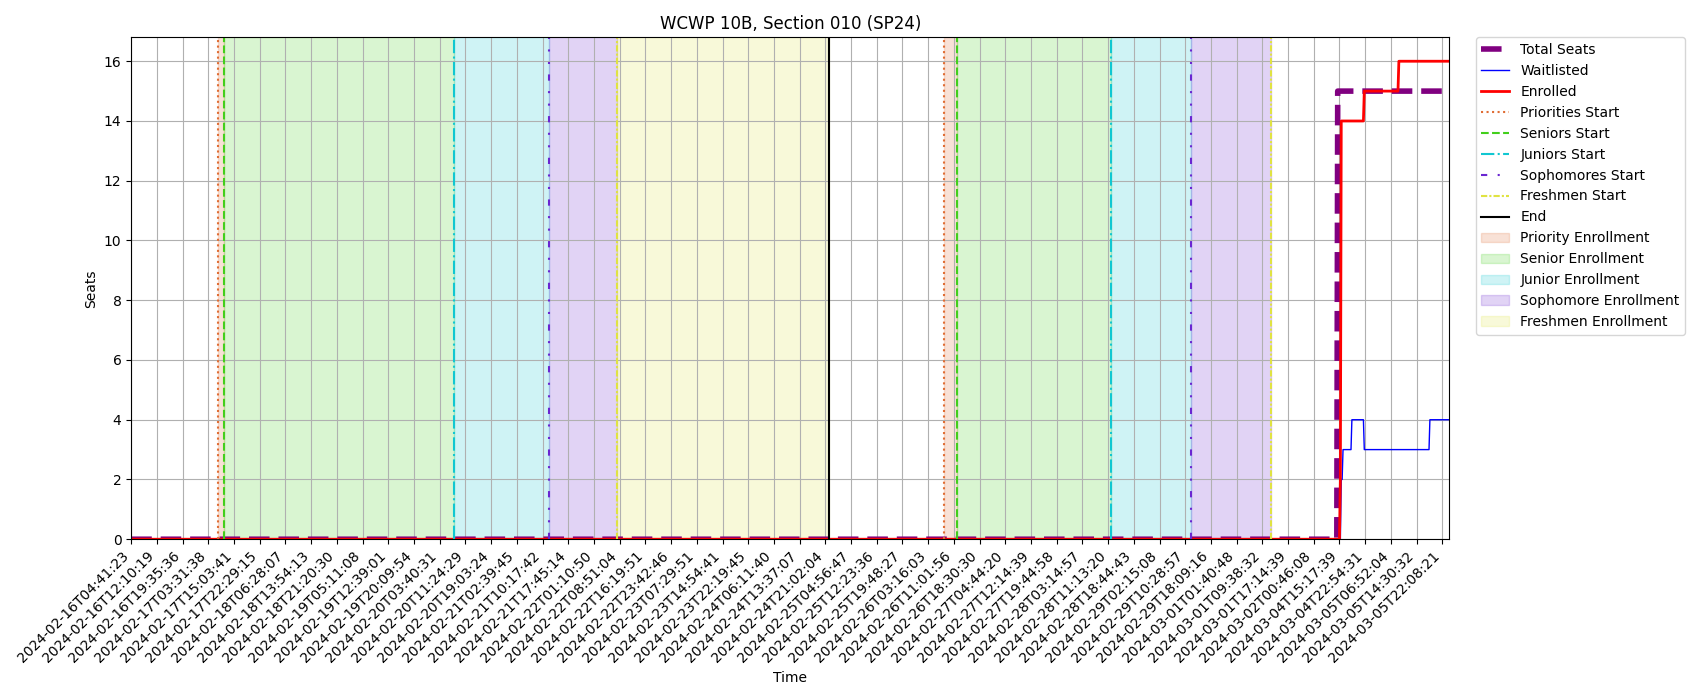 WCWP 10B, Section 010 (SP24)
16
14
12
10
8
6
4
2
0
Seats
2024-02-16T04:41:23
2024-02-16T12:10:19
2024-02-16T19:35:36
2024-02-17T03:31:38
2024-02-17T15:03:41
2024-02-17T22:29:15
2024-02-18T06:28:07
2024-02-18T13:54:13
2024-02-18T21:20:30
2024-02-19T05:11:08
2024-02-19T12:39:01
2024-02-19T20:09:54
2024-02-20T03:40:31
2024-02-20T11:24:29
2024-02-20T19:03:24
2024-02-21T02:39:45
2024-02-21T10:17:42
2024-02-21T17:45:14
2024-02-22T01:10:50
2024-02-22T08:51:04
2024-02-22T16:19:51
2024-02-22T23:42:46
2024-02-23T07:29:51
2024-02-23T14:54:41
2024-02-23T22:19:45
2024-02-24T06:11:40
2024-02-24T13:37:07
2024-02-24T21:02:04
2024-02-25T04:56:47
2024-02-25T12:23:36
2024-02-25T19:48:27
2024-02-26T03:16:03
2024-02-26T11:01:56
2024-02-26T18:30:30
2024-02-27T04:44:20
2024-02-27T12:14:39
2024-02-27T19:44:58
2024-02-28T03:14:57
2024-02-28T11:13:20
2024-02-28T18:44:43
2024-02-29T02:15:08
2024-02-29T10:28:57
2024-02-29T18:09:16
2024-03-01T01:40:48
2024-03-01T09:38:32
2024-03-01T17:14:39
2024-03-02T00:46:08
2024-03-04T15:17:39
2024-03-04T22:54:31
2024-03-05T06:52:04
2024-03-05T14:30:32
2024-03-05T22:08:21
Time
Total Seats
Waitlisted
Enrolled
Priorities Start
Seniors Start
Juniors Start
Sophomores Start
Freshmen Start
End
Priority Enrollment
Senior Enrollment
Junior Enrollment
Sophomore Enrollment
Freshmen Enrollment